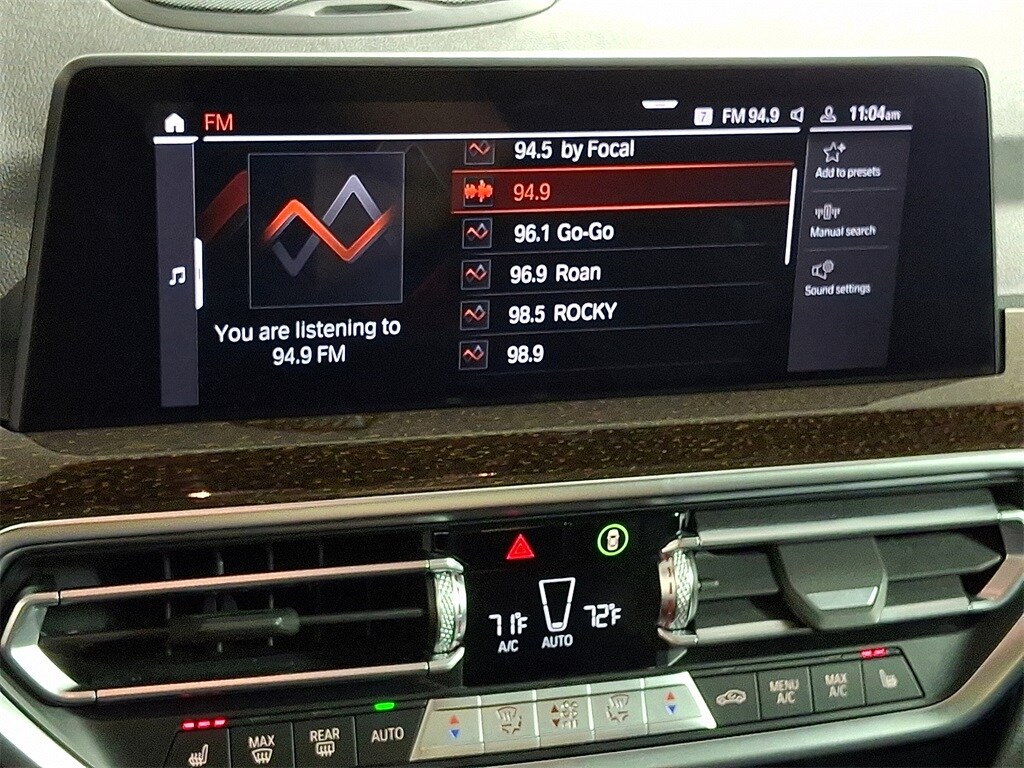 FM
7 FM 94.9 11:04am
94.5 by Focal
94.9
96.1 Go-Go
96.9 Roan
98.5 ROCKY
98.9
You are listening to
94.9 FM
Add to presets
Manual search
Sound settings
71°F
A/C
AUTO
72°F
MAX
REAR
AUTO
MENU
A/C
MAX
A/C